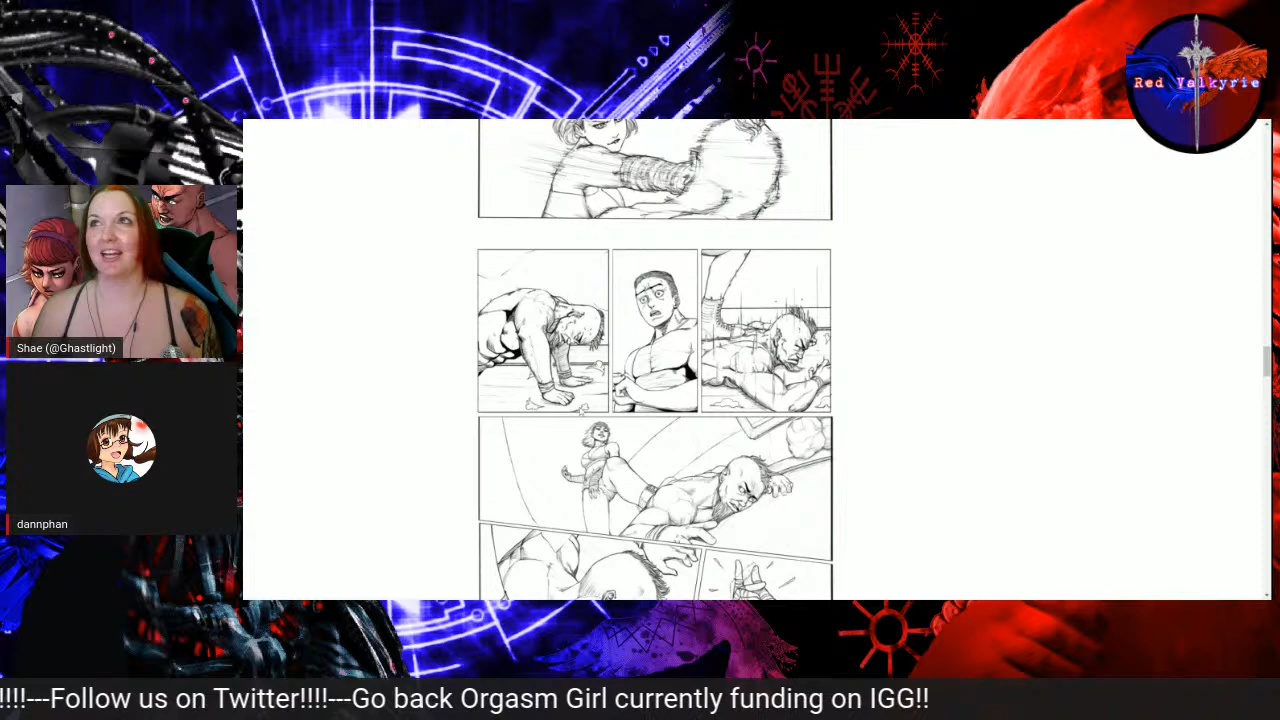 Red Valkyrie
Shae (@Ghastlight)
dannphan
!!!!---Follow us on Twitter!!!!---Go back Orgasm Girl currently funding on IGG!!